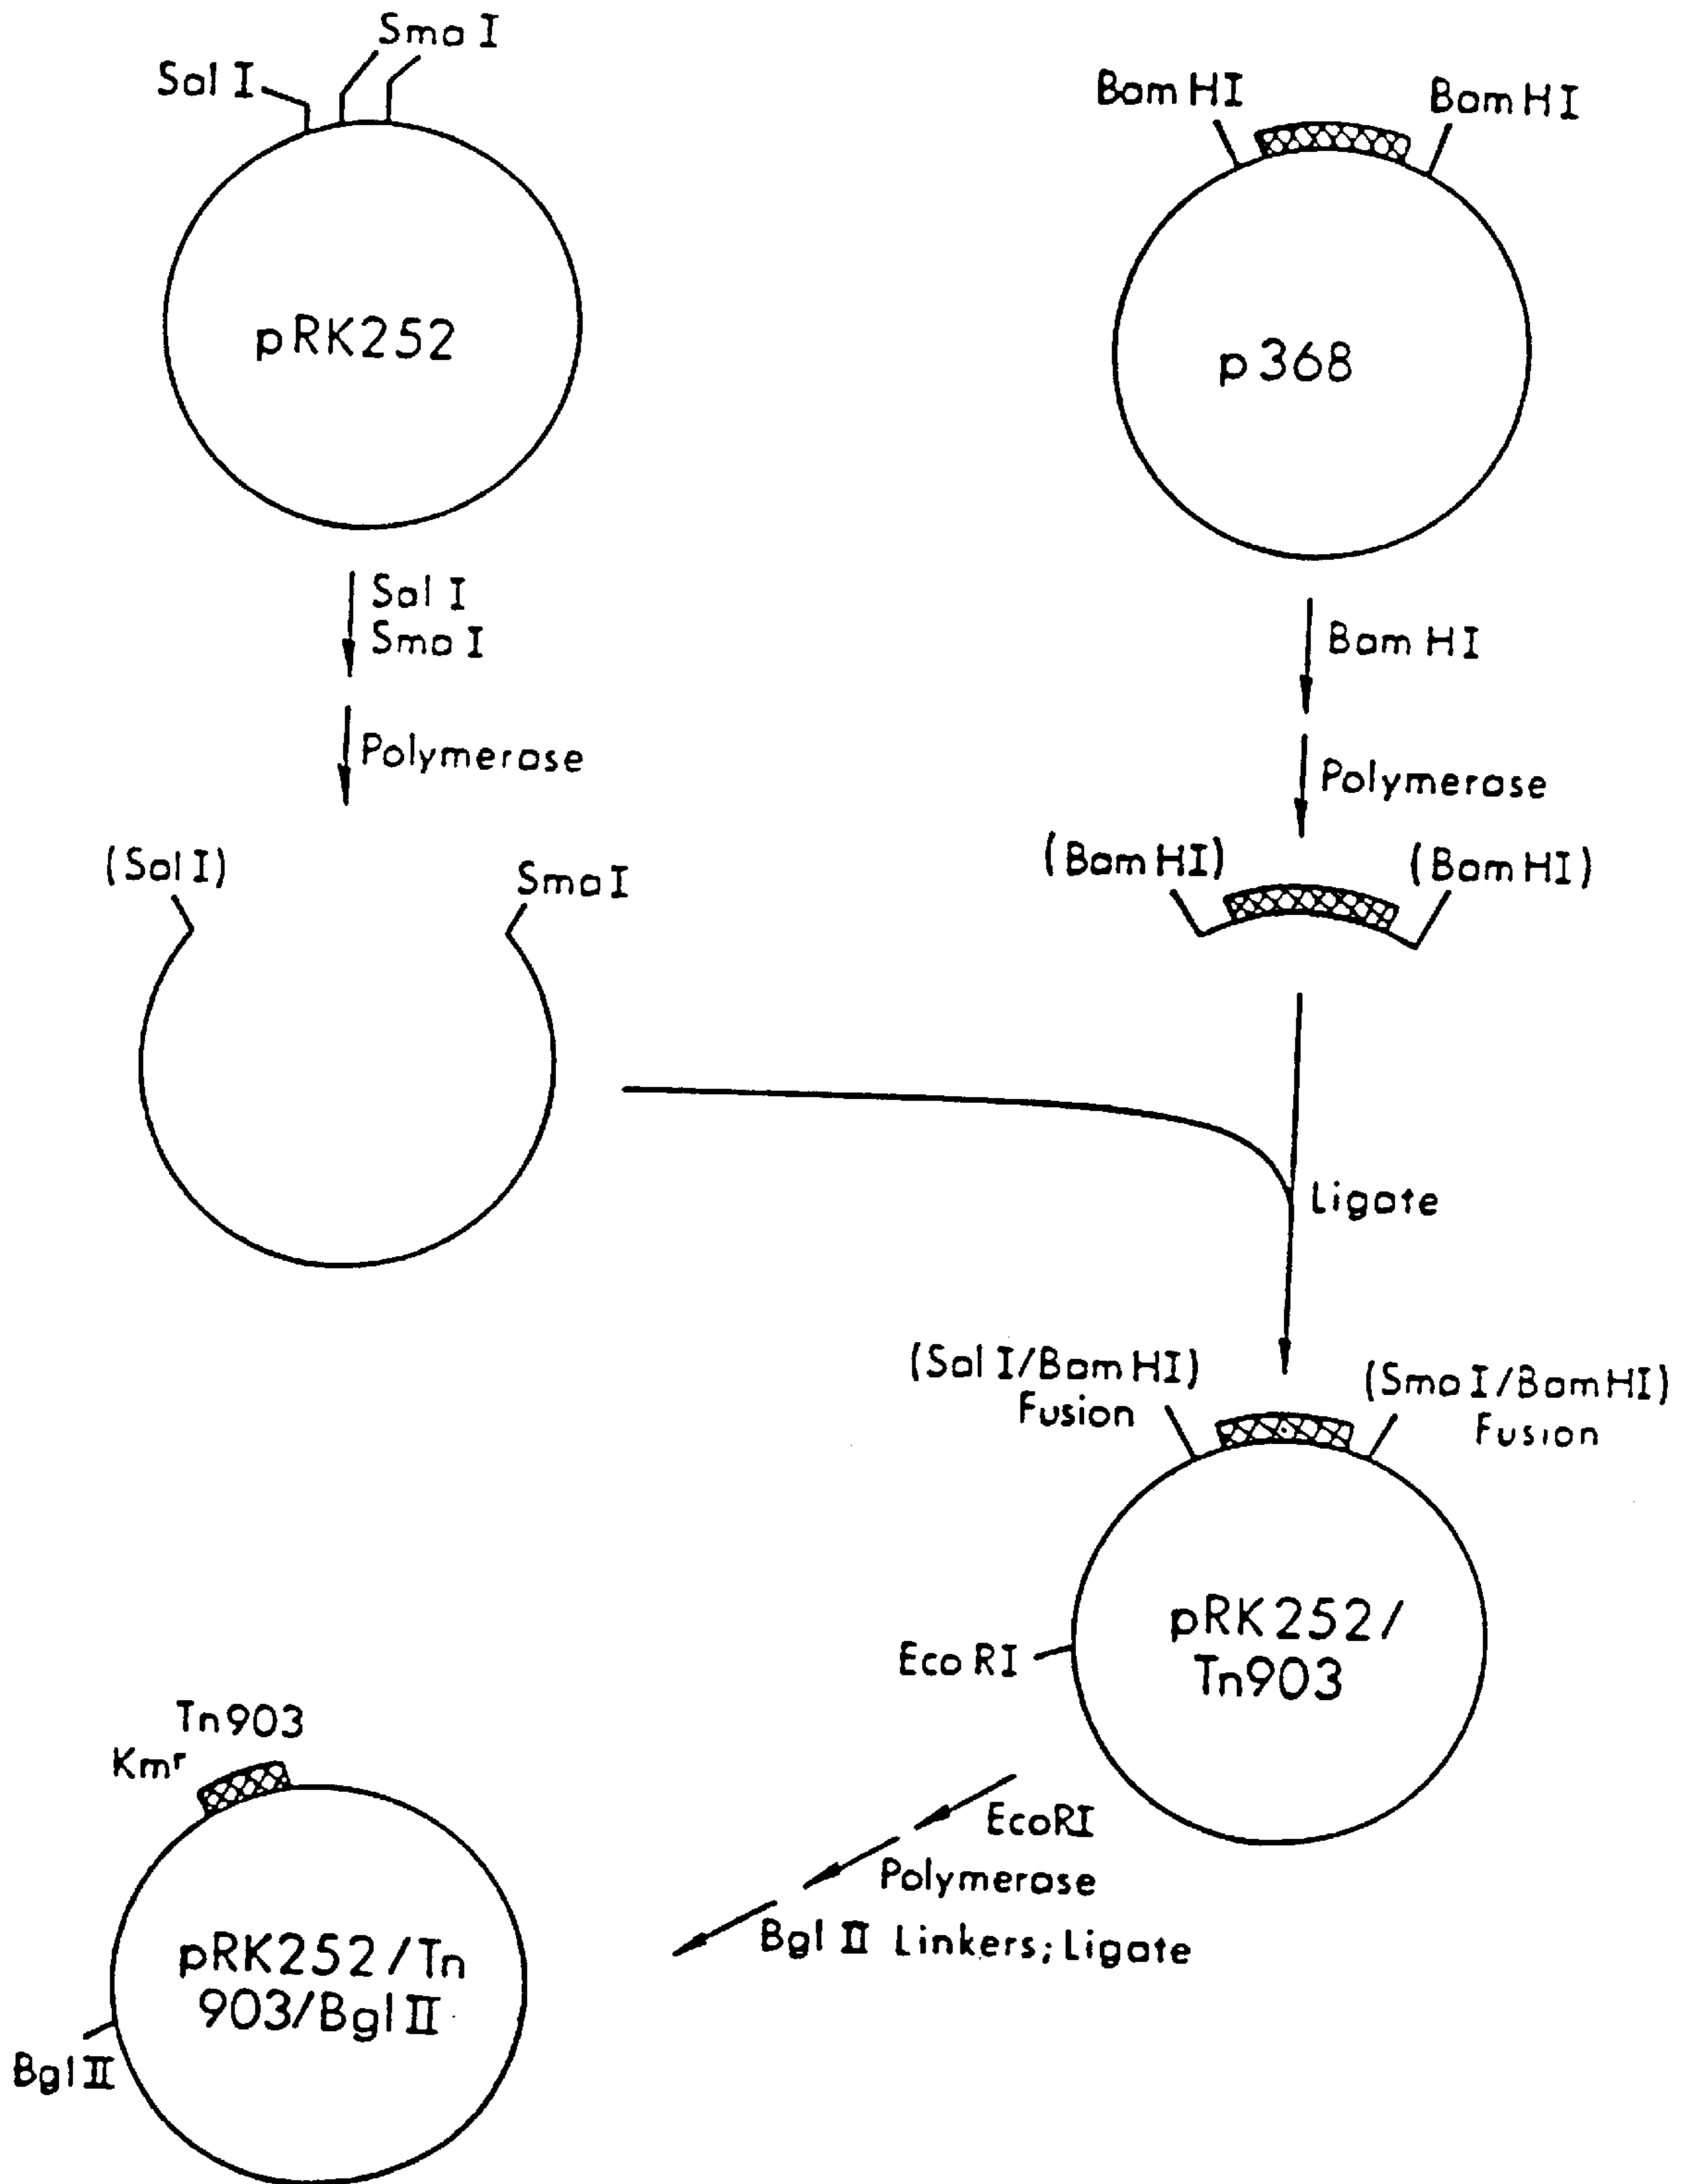 Sma I
Sal I
pRK252
Sal I
Sma I
Polymerase
(Sal I)
Sma I
Bam HI
Bam HI
p368
Bam HI
Polymerase
(Bam HI)
(Bam HI)
Ligate
(Sal I/Bam HI)
Fusion
(Sma I/Bam HI)
Fusion
Eco RI
pRK252/
Tn903
EcoRI
Polymerase
Bgl II Linkers; Ligate
Tn903
Kmʳ
pRK252/Tn
903/Bgl II
Bgl II